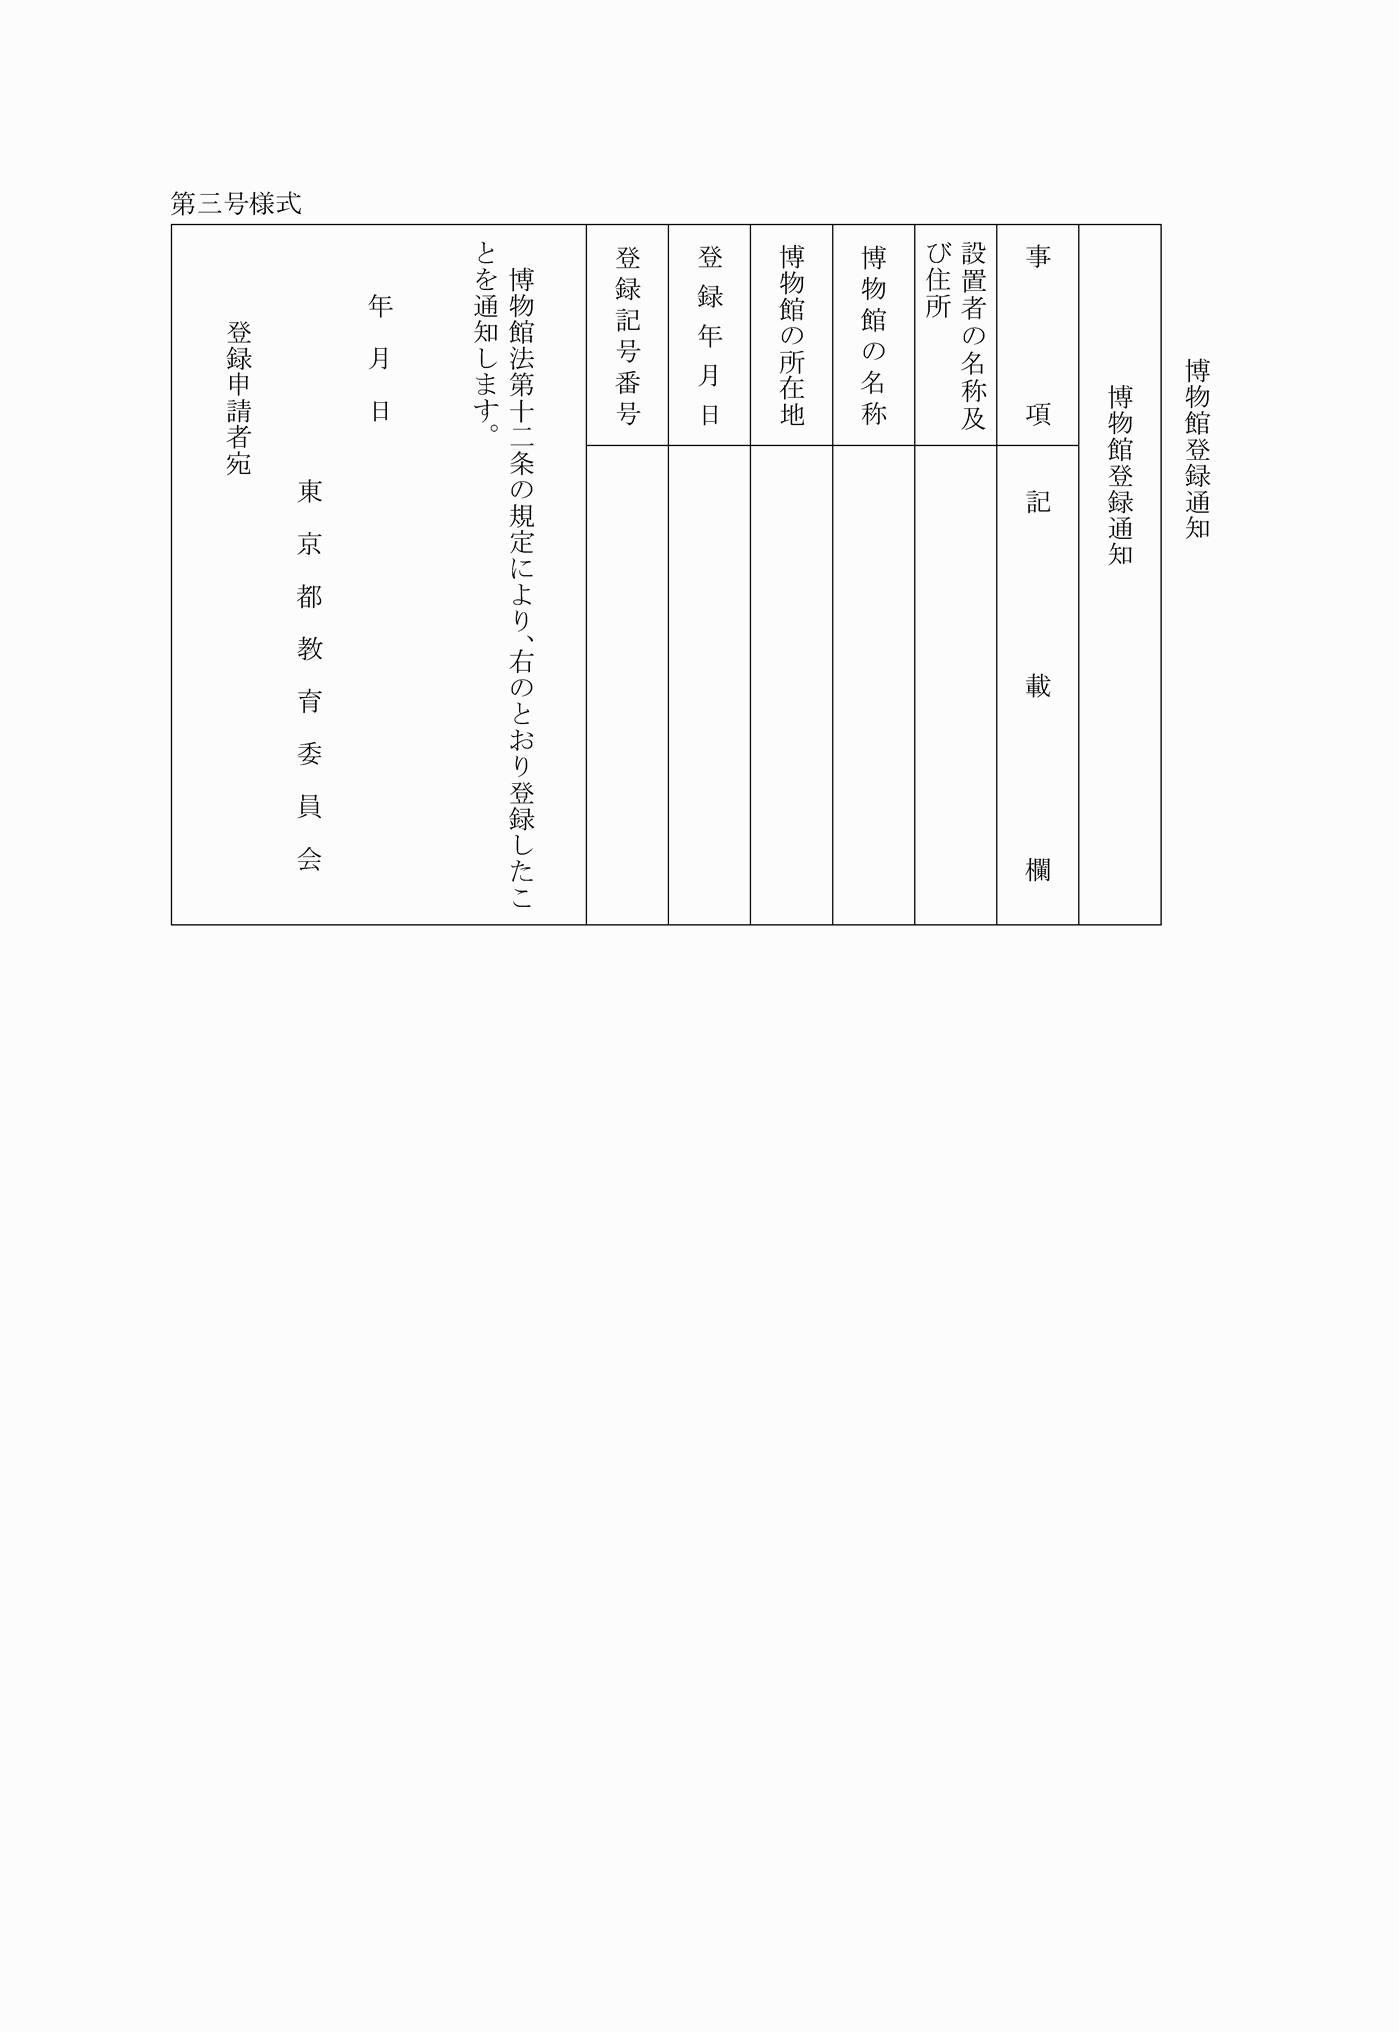 第三号様式
博物館登録通知
博物館登録通知
事項
記載欄
設置者の名称及
び住所
博物館の名称
博物館の所在地
登録年月日
登録記号番号
博物館法第十二条の規定により、右のとおり登録したこ
とを通知します。
年月日
東京都教育委員会
登録申請者宛